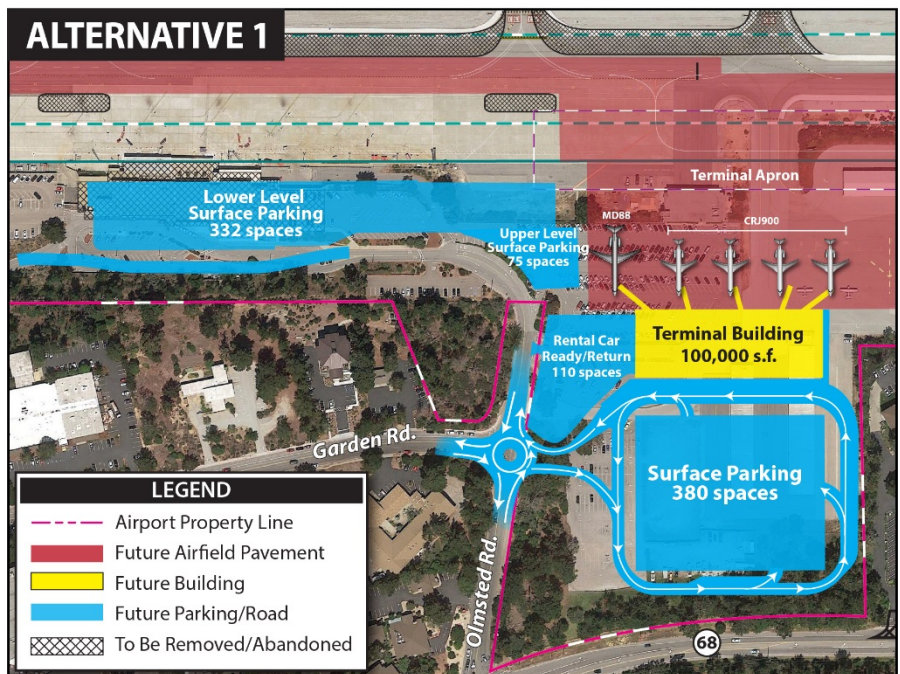 ALTERNATIVE 1
Terminal Apron
Lower Level
Surface Parking
332 spaces
MD88
CRJ900
Upper Level
Surface Parking
75 spaces
Rental Car
Ready/Return
110 spaces
Terminal Building
100,000 s.f.
Garden Rd.
Surface Parking
380 spaces
Olmsted Rd.
68
LEGEND
Airport Property Line
Future Airfield Pavement
Future Building
Future Parking/Road
To Be Removed/Abandoned